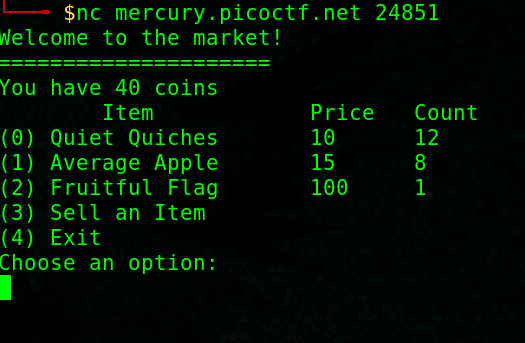 $nc mercury.picoctf.net 24851
Welcome to the market!
=====================
You have 40 coins
Item Price Count
(0) Quiet Quiches 10 12
(1) Average Apple 15 8
(2) Fruitful Flag 100 1
(3) Sell an Item
(4) Exit
Choose an option: